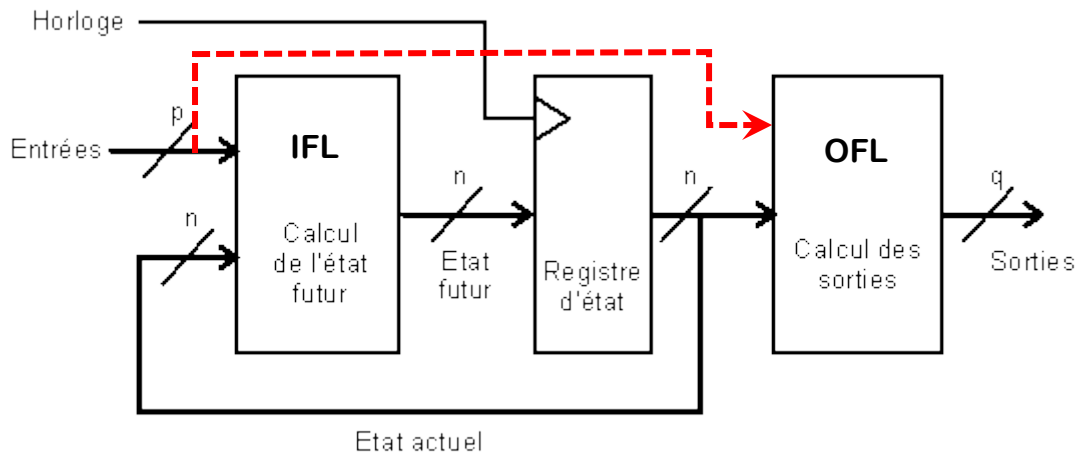 Horloge
p
Entrées
IFL
OFL
n
n
n
q
Calcul
de l'état
futur
Etat
futur
Registre
d'état
Calcul des
sorties
Sorties
Etat actuel